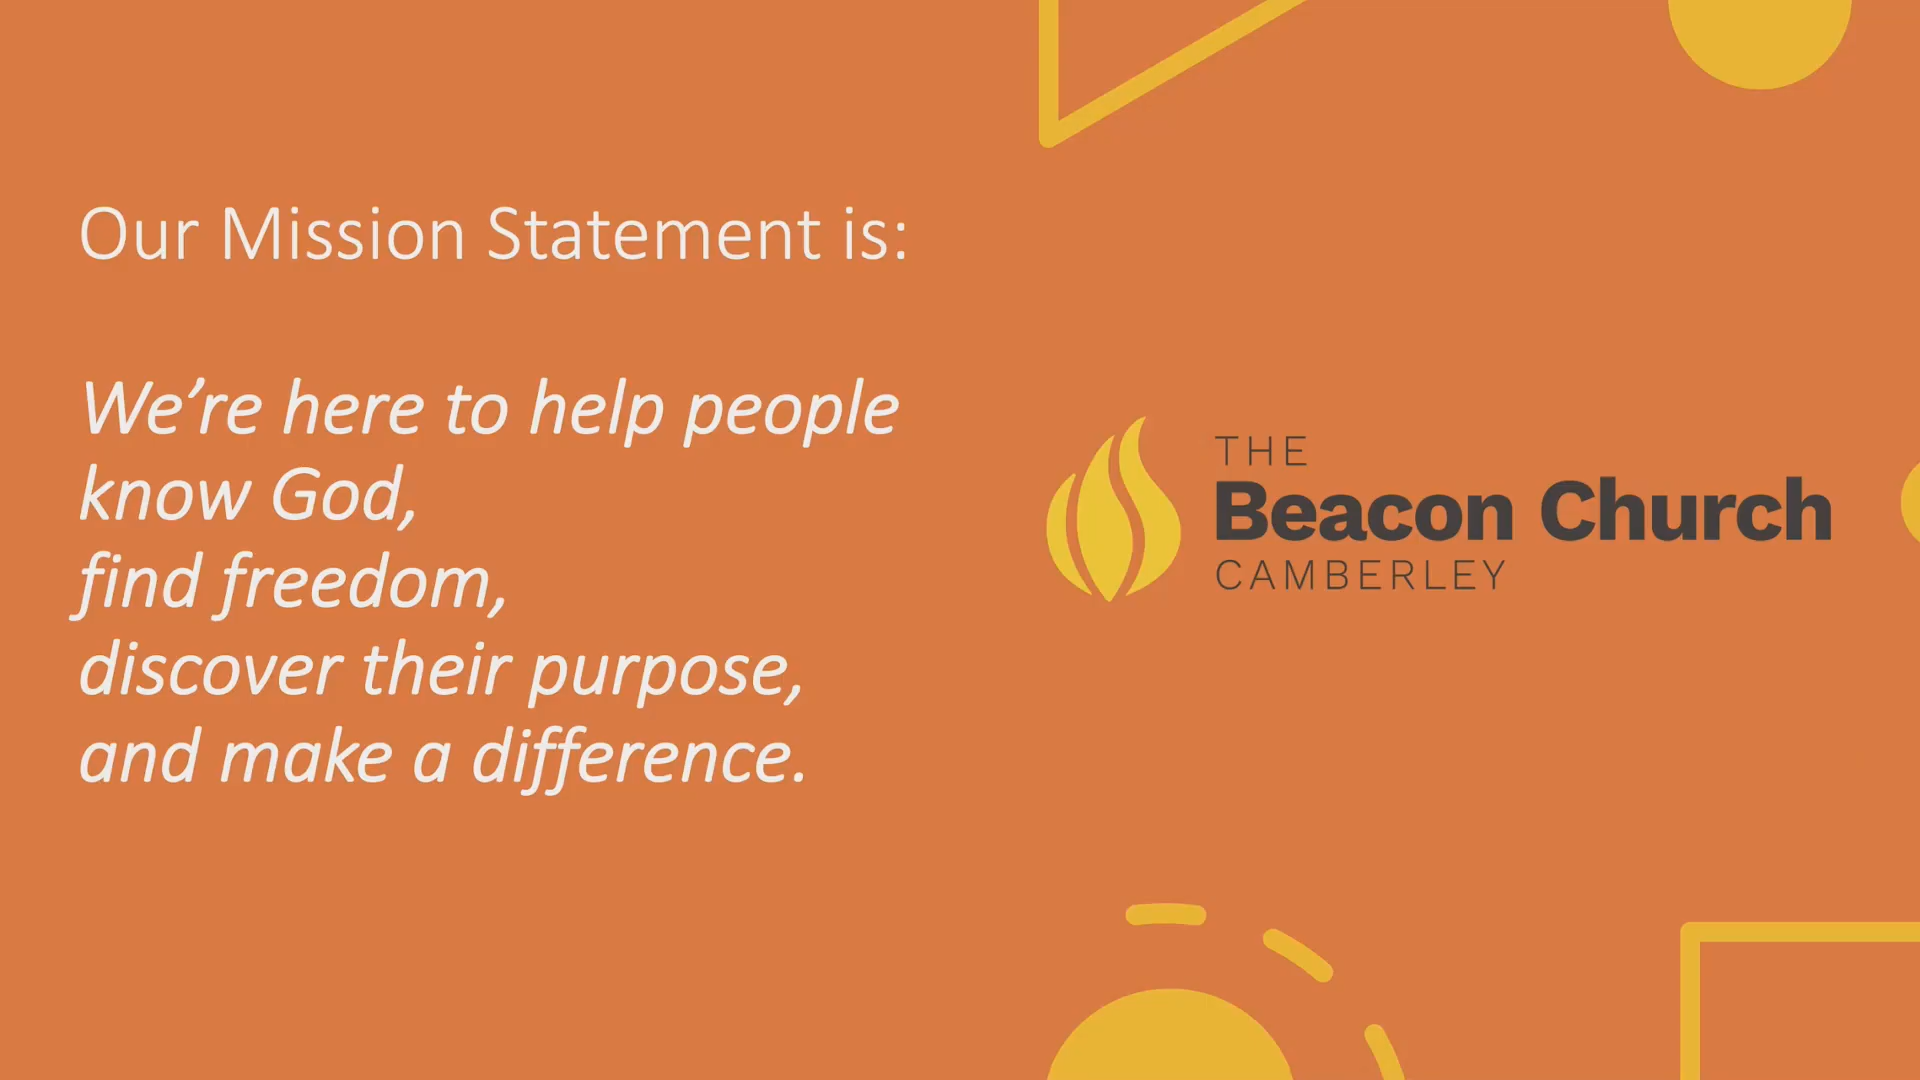 Our Mission Statement is:
We’re here to help people
know God,
find freedom,
discover their purpose,
and make a difference.
THE
Beacon Church
CAMBERLEY